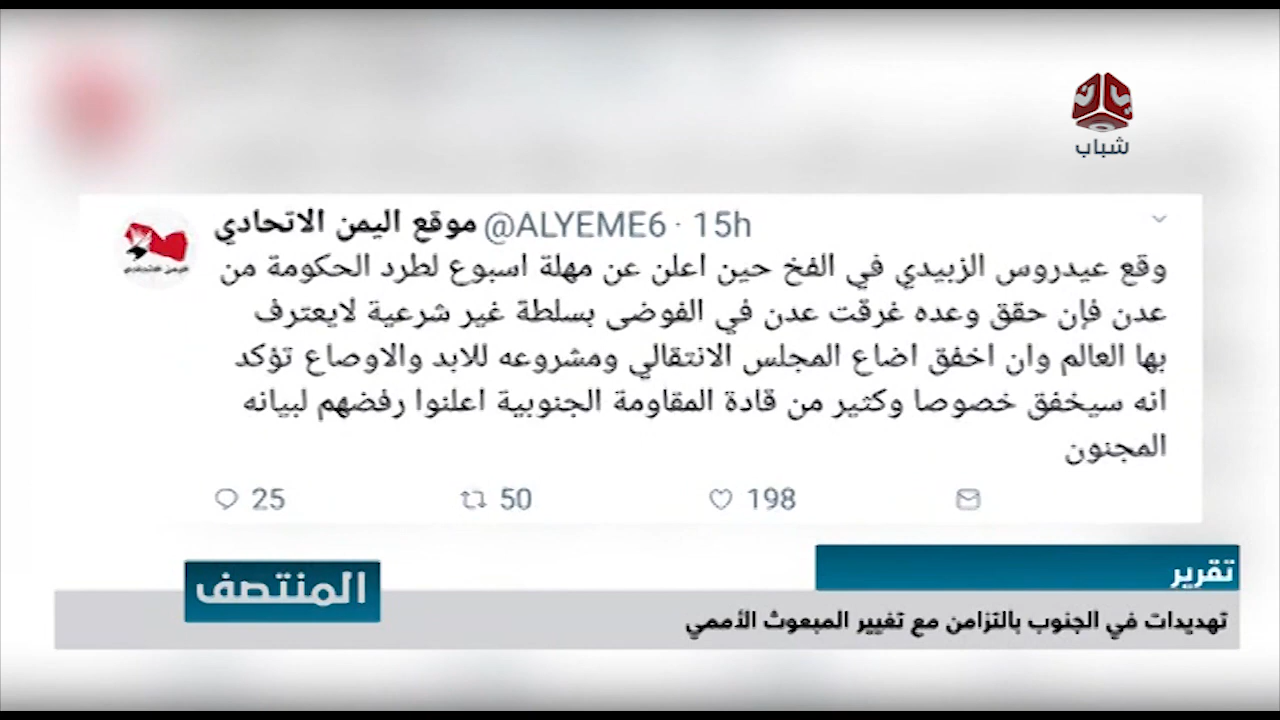 شباب
موقع اليمن الاتحادي @ALYEME6 · 15h
وقع عيدروس الزبيدي في الفخ حين اعلن عن مهلة اسبوع لطرد الحكومة من
عدن فإن حقق وعده غرقت عدن في الفوضى بسلطة غير شرعية لايعترف
بها العالم وان اخفق اضاع المجلس الانتقالي ومشروعه للابد والاوضاع تؤكد
انه سيخفق خصوصا وكثير من قادة المقاومة الجنوبية اعلنوا رفضهم لبيانه
المجنون
25 50 198
تقرير
المنتصف
تهديدات في الجنوب بالتزامن مع تغيير المبعوث الأممي